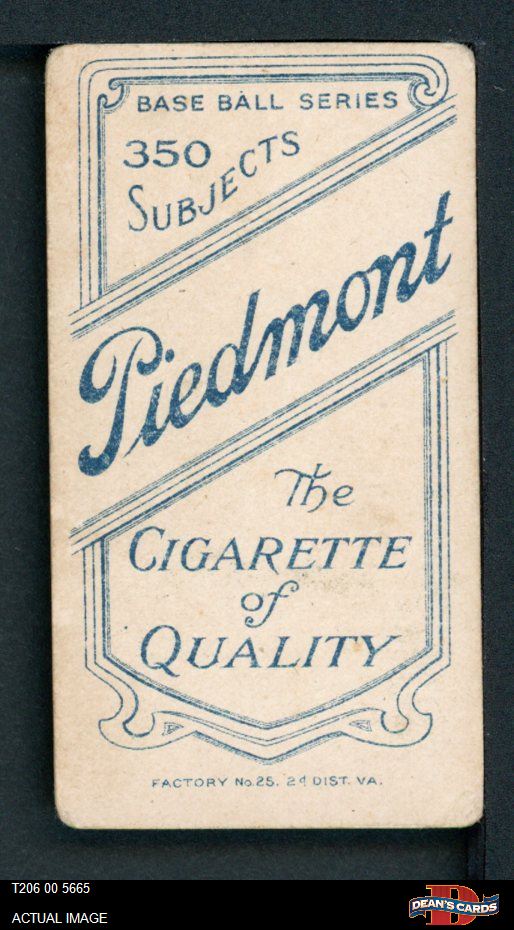 BASE BALL SERIES
350
SUBJECTS
Piedmont
The
CIGARETTE
of
QUALITY
FACTORY No. 25. 2d DIST. VA.
T206 00 5665
ACTUAL IMAGE
D
DEAN'S CARDS